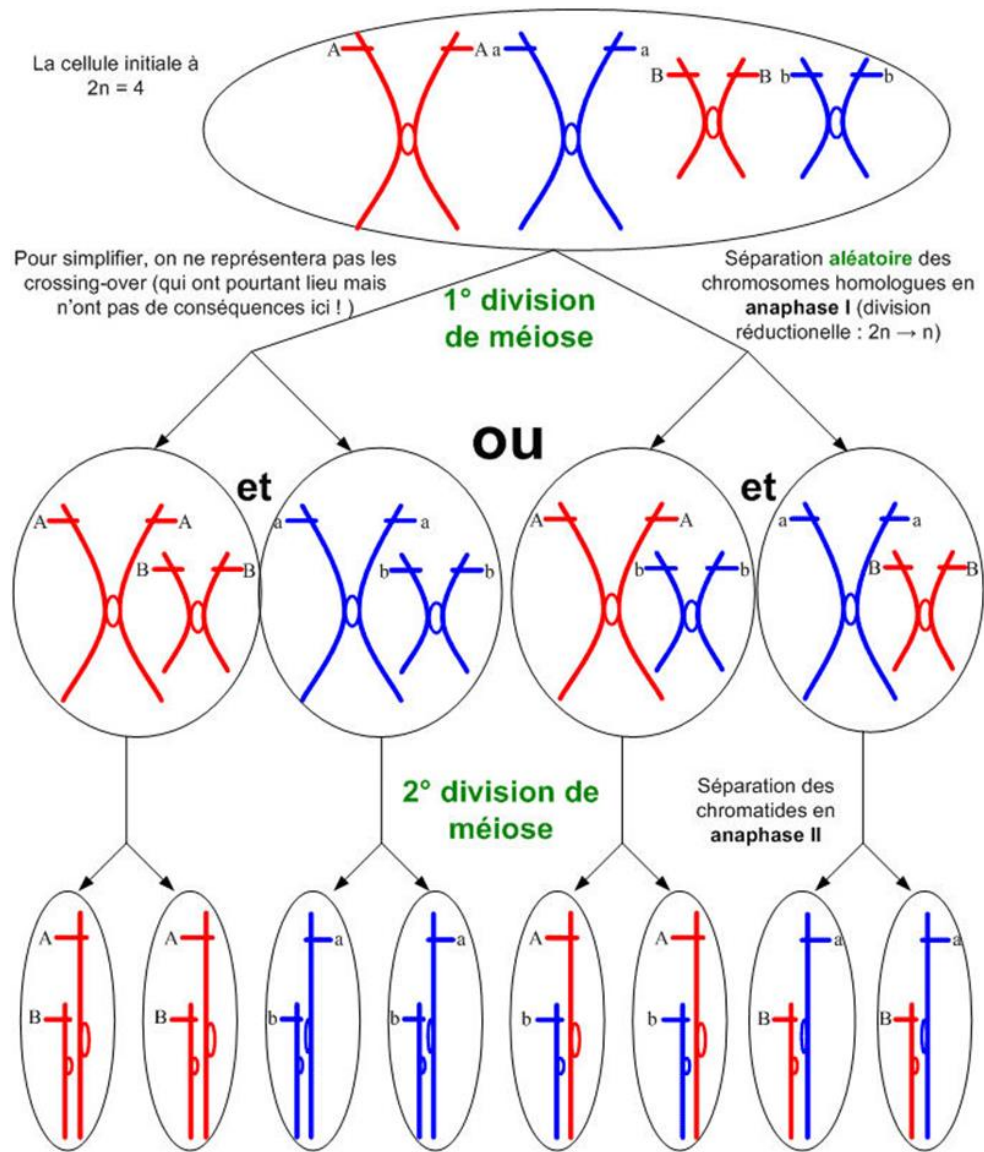 La cellule initiale à
2n = 4
A A a a
B B b b
Pour simplifier, on ne représentera pas les
crossing-over (qui ont pourtant lieu mais
n'ont pas de conséquences ici ! )
1° division
de méiose
Séparation aléatoire des
chromosomes homologues en
anaphase I (division
réductionelle : 2n → n)
ou
et
et
A A a a A A a a
B B b b b b B B
2° division de
méiose
Séparation des
chromatides en
anaphase II
A A a a A A a a
B B b b b b B B